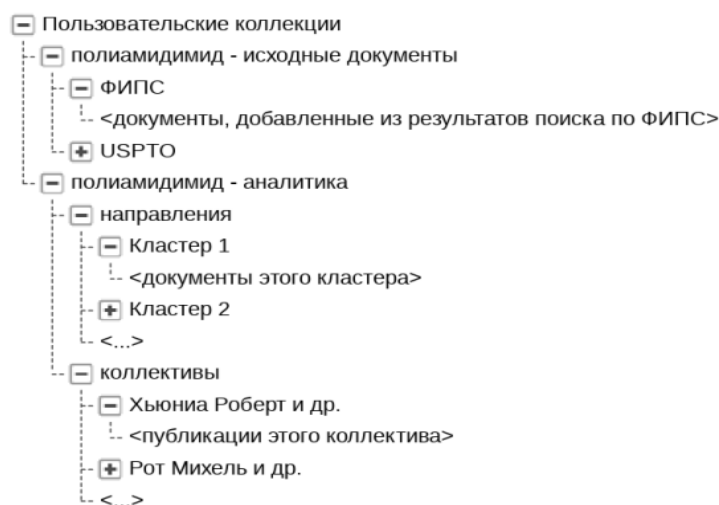 Пользовательские коллекции
полиамидимид - исходные документы
ФИПС
<документы, добавленные из результатов поиска по ФИПС>
USPTO
полиамидимид - аналитика
направления
Кластер 1
<документы этого кластера>
Кластер 2
<...>
коллективы
Хьюниа Роберт и др.
<публикации этого коллектива>
Рот Михель и др.
<...>